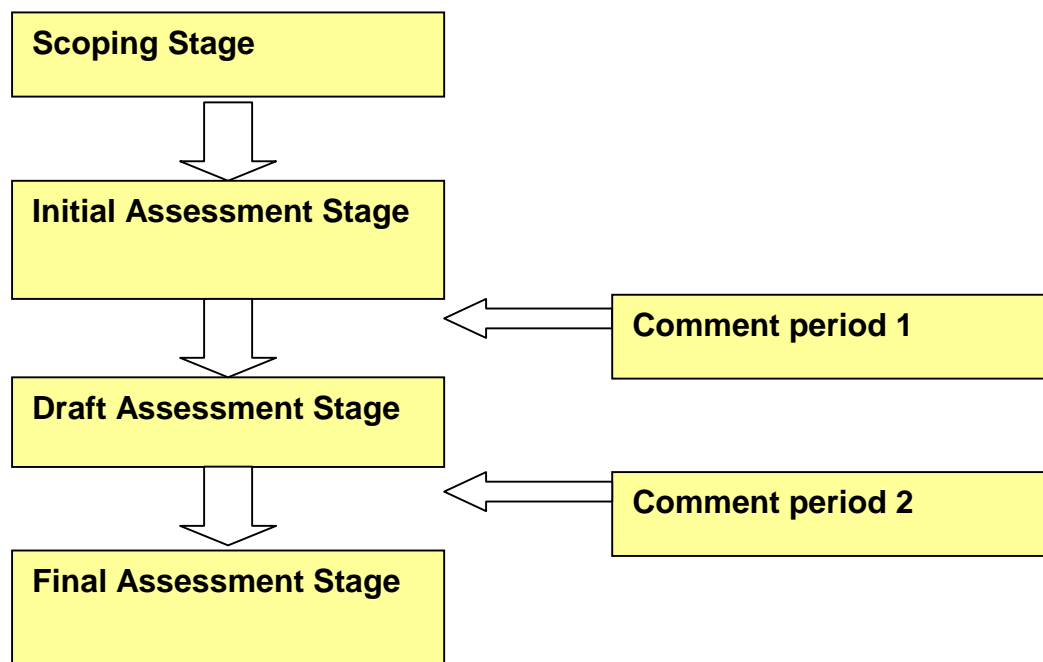 Scoping Stage
Initial Assessment Stage
Comment period 1
Draft Assessment Stage
Comment period 2
Final Assessment Stage